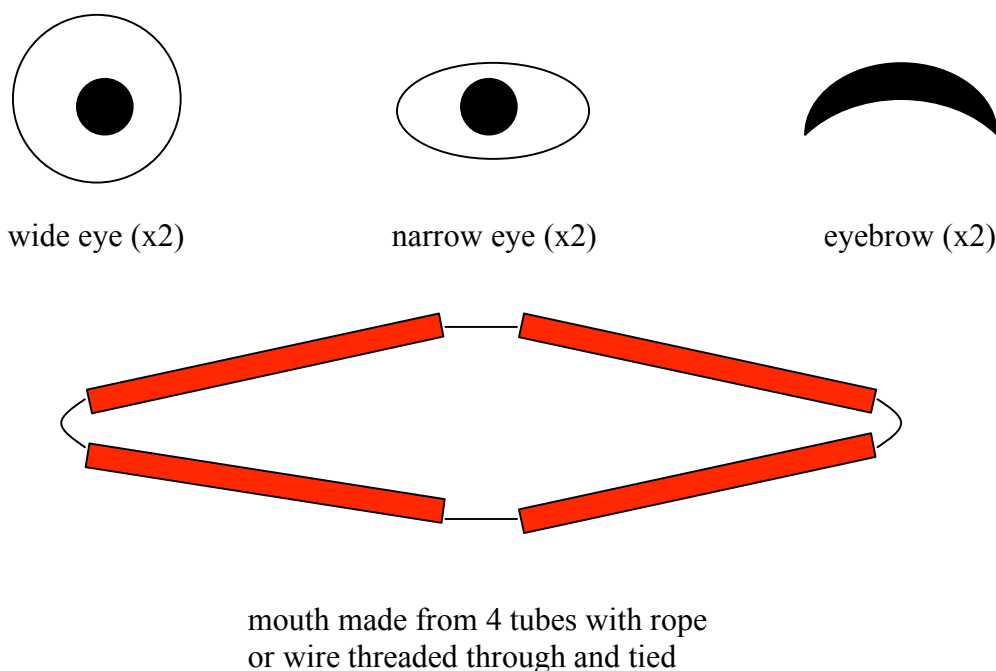 wide eye (x2)
narrow eye (x2)
eyebrow (x2)
mouth made from 4 tubes with rope
or wire threaded through and tied